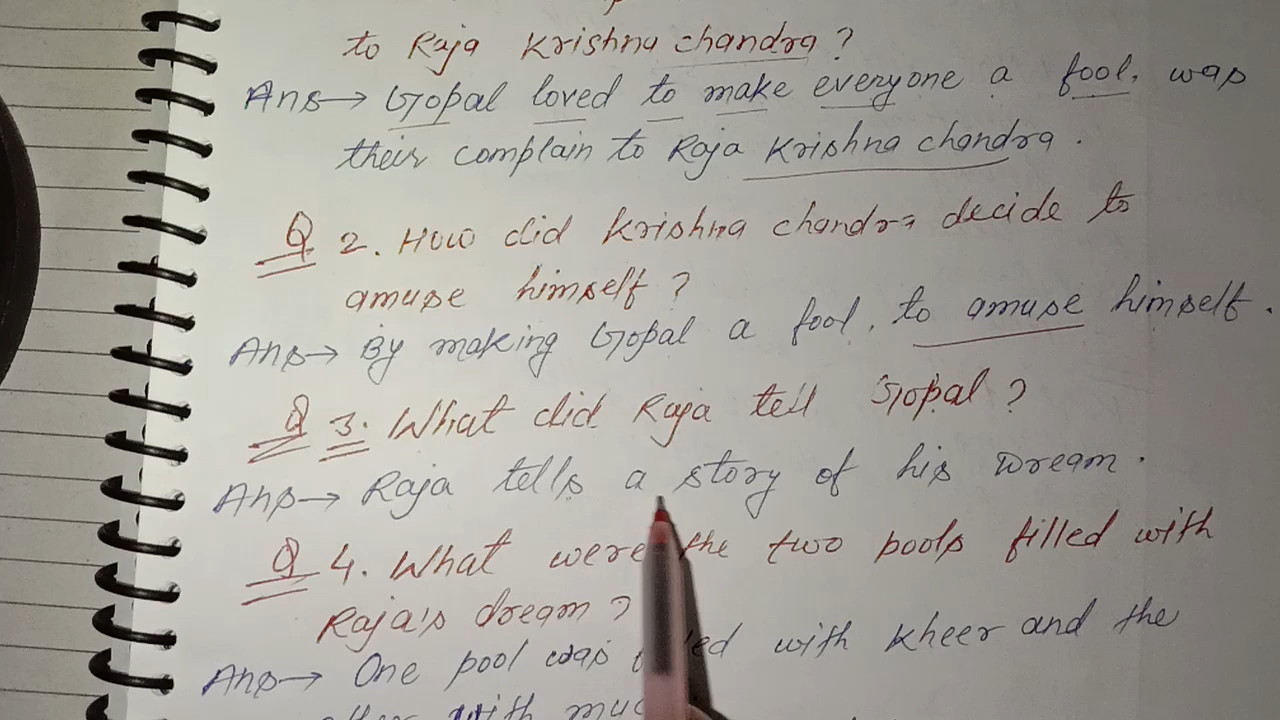 to Raja Krishna chandra ?
Ans→ Gopal loved to make everyone a fool, was
their complain to Raja Krishna chandra .
Q 2. How did Krishna chandra decide to
amuse himself ?
Ans→ By making Gopal a fool, to amuse himself.
Q 3. What did Raja tell Gopal ?
Ans→ Raja tells a story of his Dream .
Q 4. What were the two pools filled with
Raja's dream ?
Ans→ One pool was with kheer and the
with